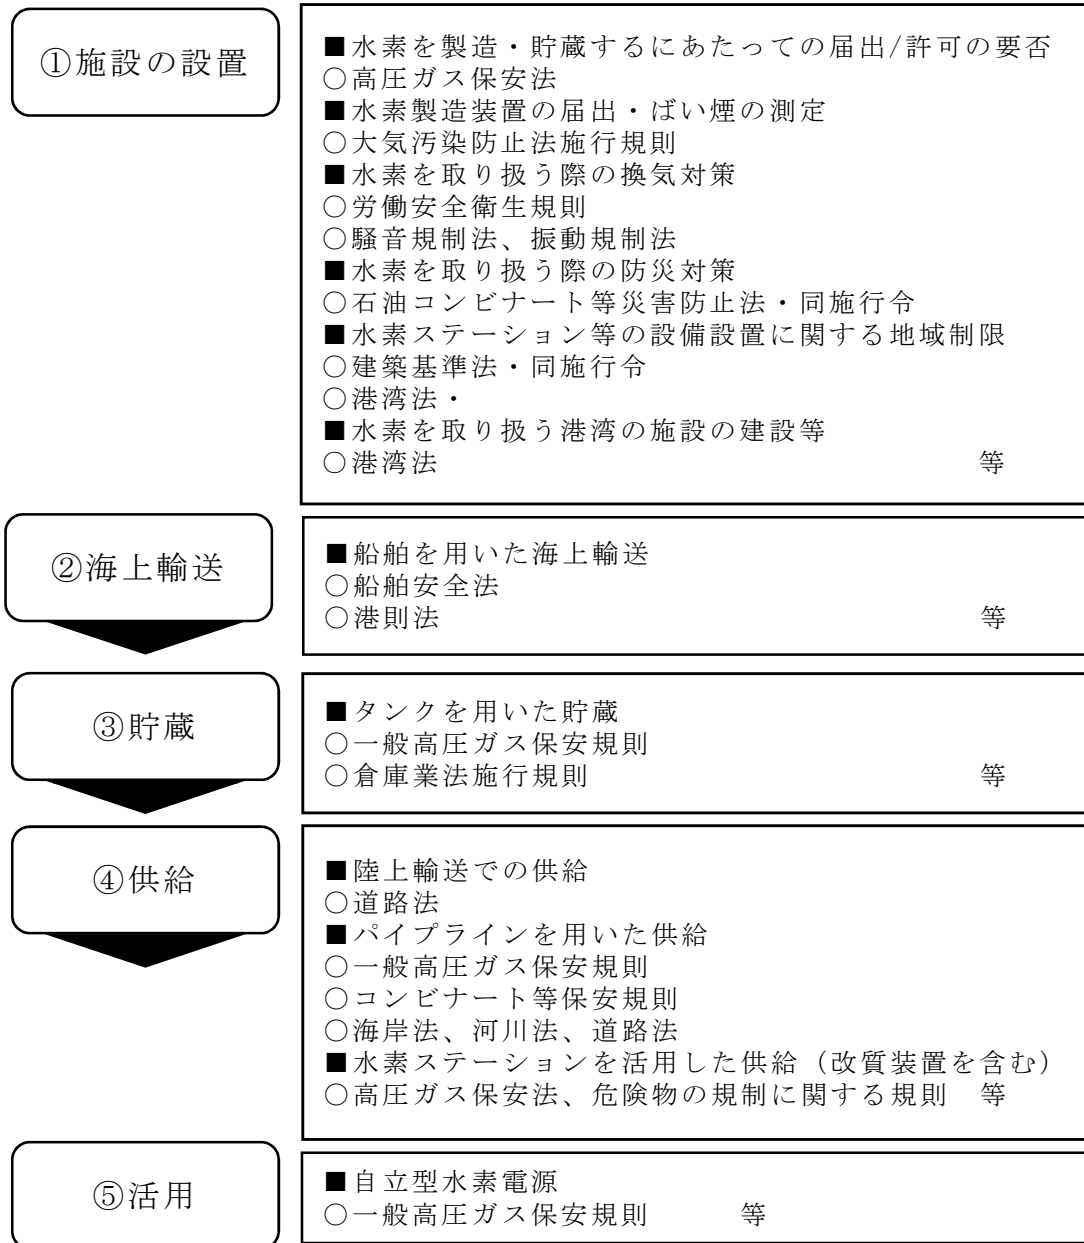 ①施設の設置
■水素を製造・貯蔵するにあたっての届出/許可の要否
○高圧ガス保安法
■水素製造装置の届出・ばい煙の測定
○大気汚染防止法施行規則
■水素を取り扱う際の換気対策
○労働安全衛生規則
○騒音規制法、振動規制法
■水素を取り扱う際の防災対策
○石油コンビナート等災害防止法・同施行令
■水素ステーション等の設備設置に関する地域制限
○建築基準法・同施行令
○港湾法・
■水素を取り扱う港湾の施設の建設等
○港湾法 等
②海上輸送
■船舶を用いた海上輸送
○船舶安全法
○港則法 等
③貯蔵
■タンクを用いた貯蔵
○一般高圧ガス保安規則
○倉庫業法施行規則 等
④供給
■陸上輸送での供給
○道路法
■パイプラインを用いた供給
○一般高圧ガス保安規則
○コンビナート等保安規則
○海岸法、河川法、道路法
■水素ステーションを活用した供給（改質装置を含む）
○高圧ガス保安法、危険物の規制に関する規則 等
⑤活用
■自立型水素電源
○一般高圧ガス保安規則 等